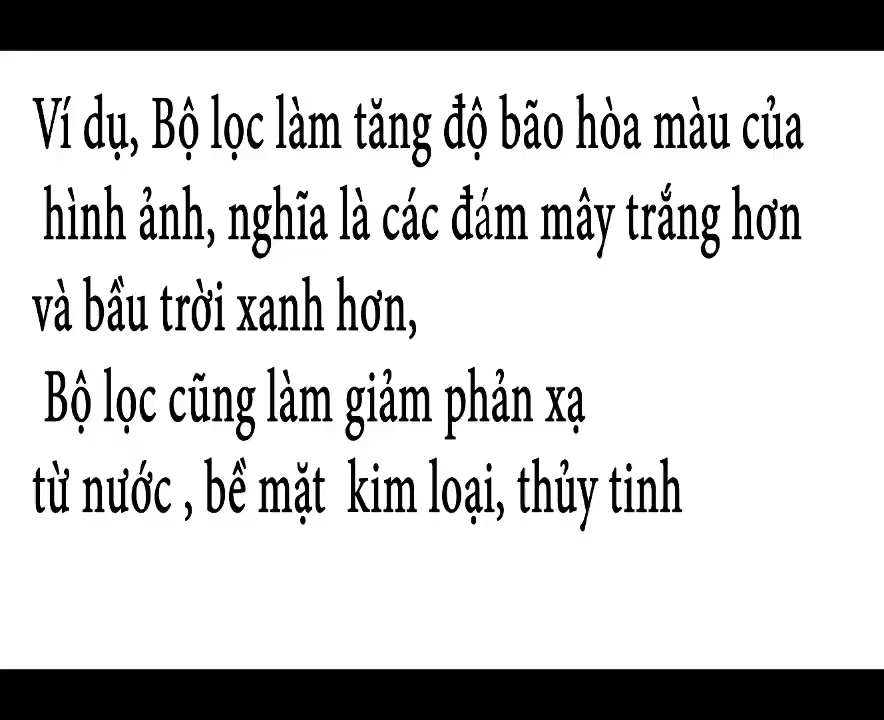 Ví dụ, Bộ lọc làm tăng độ bão hòa màu của
hình ảnh, nghĩa là các đám mây trắng hơn
và bầu trời xanh hơn,
Bộ lọc cũng làm giảm phản xạ
từ nước , bề mặt kim loại, thủy tinh